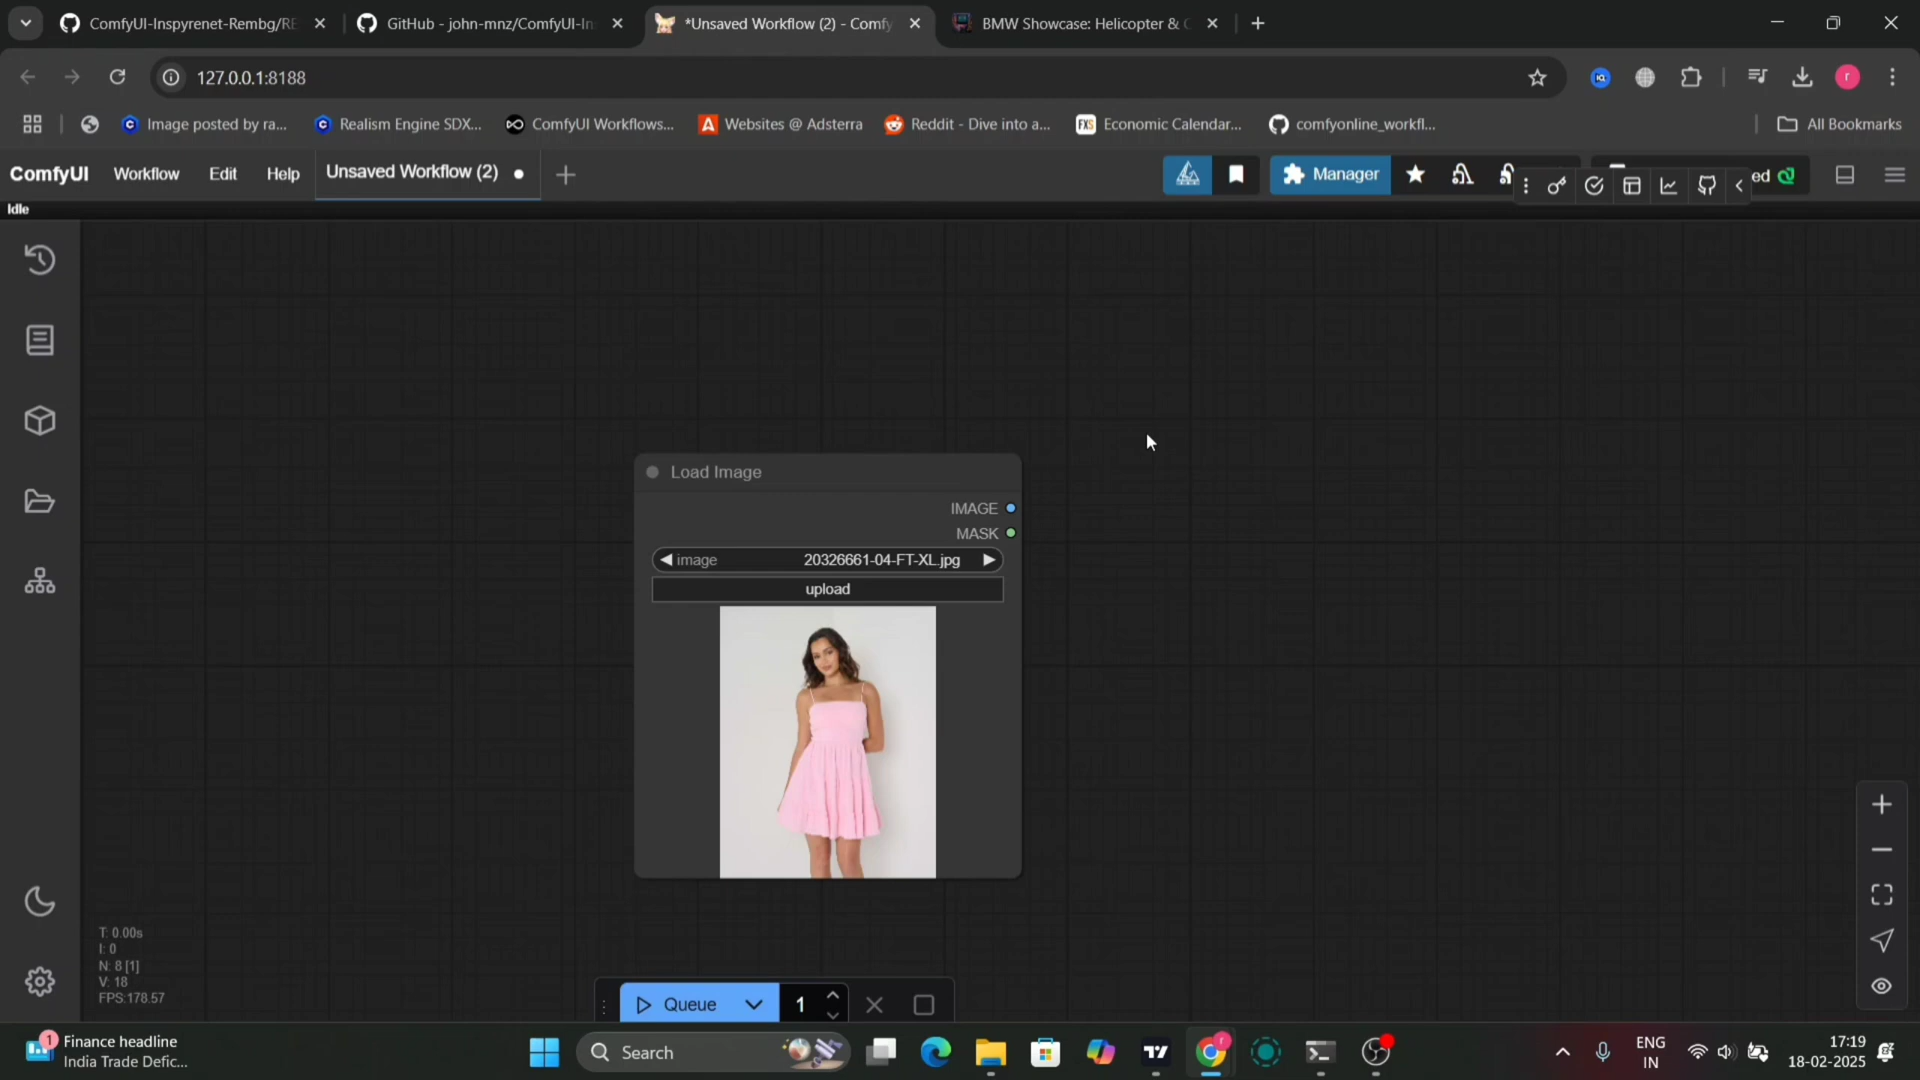 ComfyUI-Inspyrenet-Rembg/RE
GitHub - john-mnz/ComfyUI-In
*Unsaved Workflow (2) - Comfy
BMW Showcase: Helicopter & C
127.0.0.1:8188
Image posted by ra...
Realism Engine SDX...
ComfyUI Workflows...
Websites @ Adsterra
Reddit - Dive into a...
FXS
Economic Calendar...
comfyonline_workfl...
All Bookmarks
ComfyUI
Workflow
Edit
Help
Unsaved Workflow (2)
Manager
ed
Idle
Load Image
IMAGE
MASK
image
20326661-04-FT-XL.jpg
upload
T: 0.00s
I: 0
N: 8 [1]
V: 18
FPS:178.57
Queue
1
1
Finance headline
India Trade Defic...
Search
ENG
IN
17:19
18-02-2025